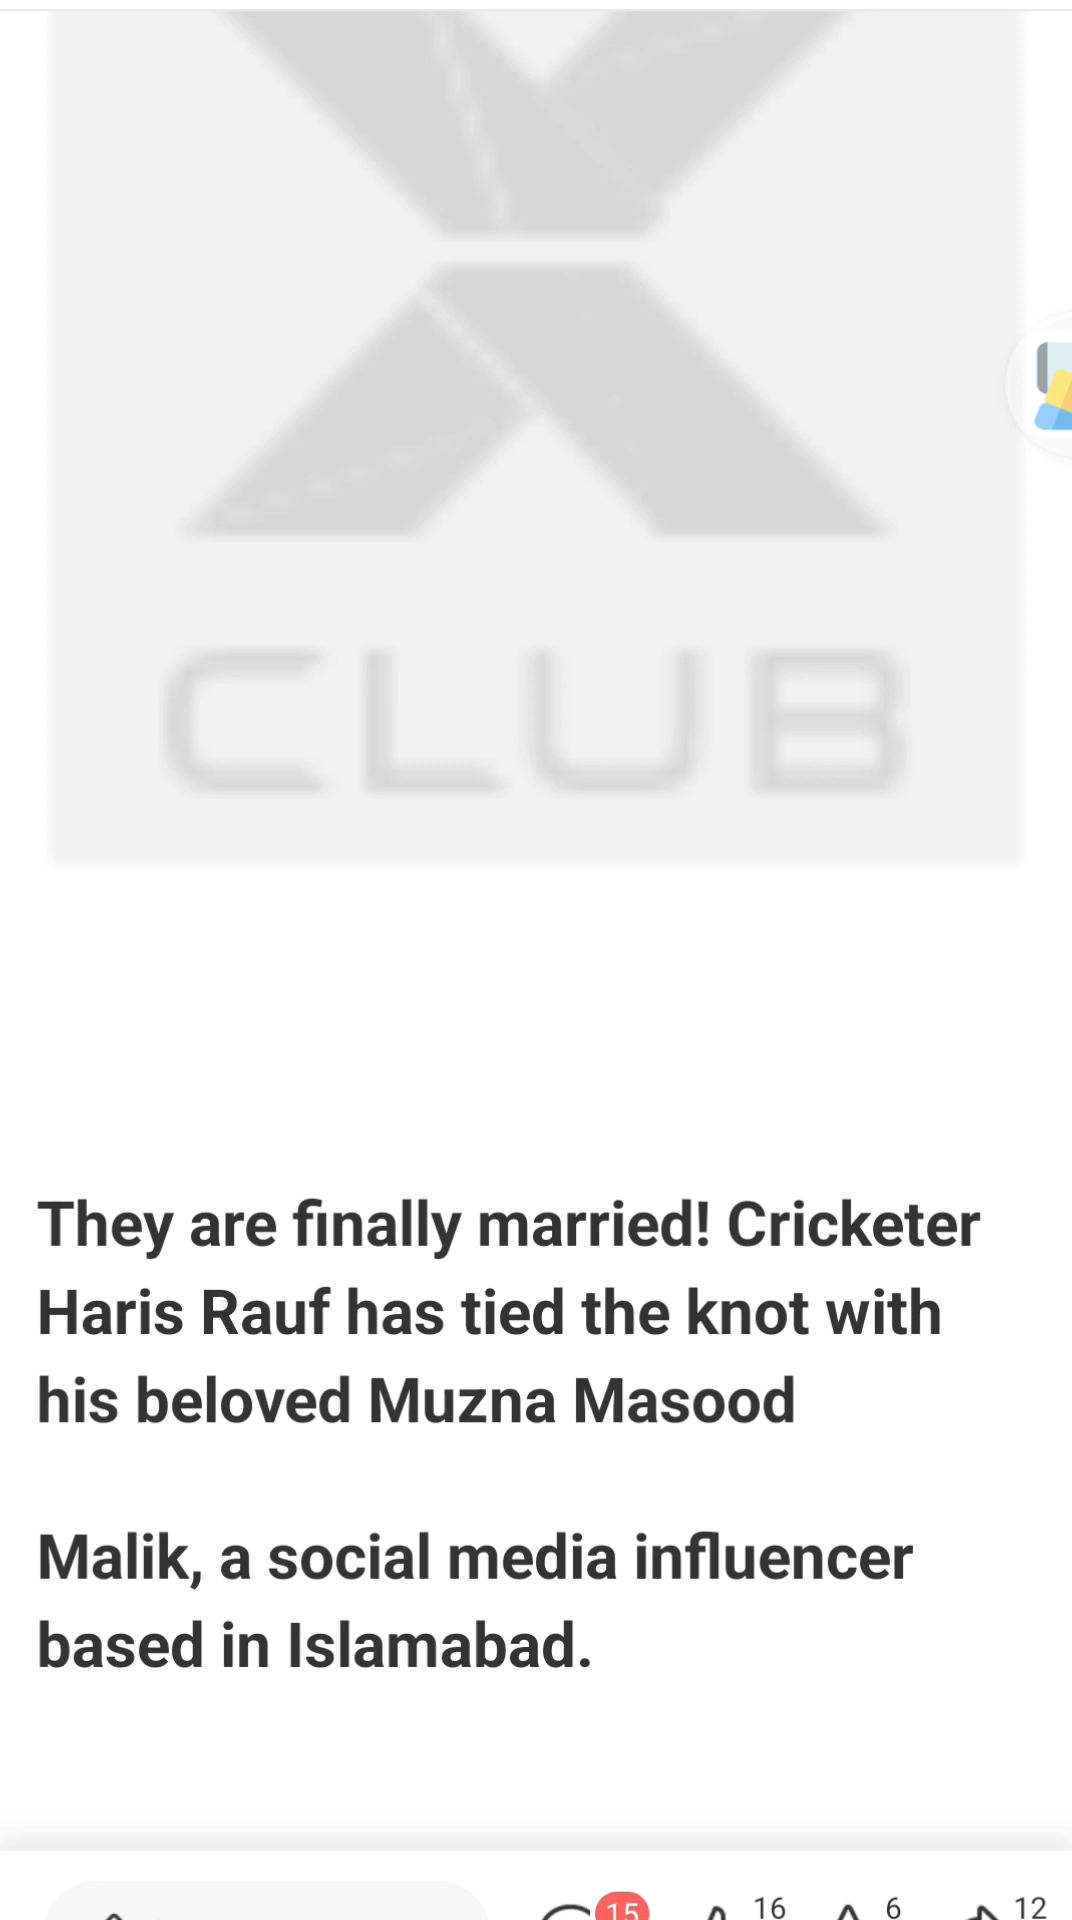 X
CLUB
They are finally married! Cricketer
Haris Rauf has tied the knot with
his beloved Muzna Masood
Malik, a social media influencer
based in Islamabad.
15 16 6 12